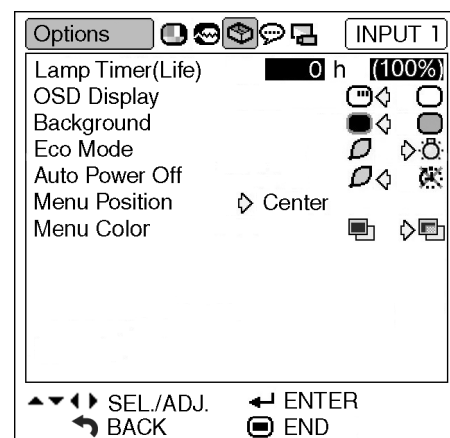 Options INPUT 1
Lamp Timer(Life) 0 h (100%)
OSD Display
Background
Eco Mode
Auto Power Off
Menu Position Center
Menu Color
SEL./ADJ. ENTER
BACK END